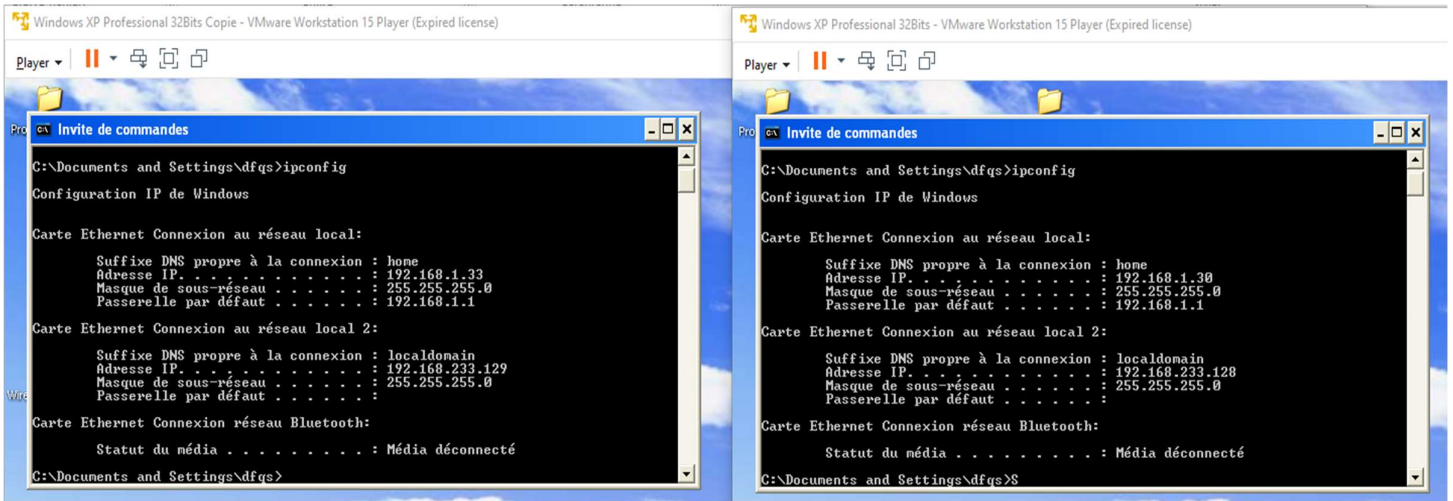 Windows XP Professional 32Bits Copie - VMware Workstation 15 Player (Expired license)
Player
Pro
Invite de commandes
C:\Documents and Settings\dfqs>ipconfig
Configuration IP de Windows
Carte Ethernet Connexion au réseau local:
Suffixe DNS propre à la connexion : home
Adresse IP. . . . . . . . . . . . : 192.168.1.33
Masque de sous-réseau . . . . . . : 255.255.255.0
Passerelle par défaut . . . . . . : 192.168.1.1
Carte Ethernet Connexion au réseau local 2:
Suffixe DNS propre à la connexion : localdomain
Adresse IP. . . . . . . . . . . . : 192.168.233.129
Masque de sous-réseau . . . . . . : 255.255.255.0
Passerelle par défaut . . . . . . :
Wire
Carte Ethernet Connexion réseau Bluetooth:
Statut du média . . . . . . . . . : Média déconnecté
C:\Documents and Settings\dfqs>
Windows XP Professional 32Bits - VMware Workstation 15 Player (Expired license)
Player
Pro
Invite de commandes
C:\Documents and Settings\dfqs>ipconfig
Configuration IP de Windows
Carte Ethernet Connexion au réseau local:
Suffixe DNS propre à la connexion : home
Adresse IP. . . . . . . . . . . . : 192.168.1.30
Masque de sous-réseau . . . . . . : 255.255.255.0
Passerelle par défaut . . . . . . : 192.168.1.1
Carte Ethernet Connexion au réseau local 2:
Suffixe DNS propre à la connexion : localdomain
Adresse IP. . . . . . . . . . . . : 192.168.233.128
Masque de sous-réseau . . . . . . : 255.255.255.0
Passerelle par défaut . . . . . . :
Carte Ethernet Connexion réseau Bluetooth:
Statut du média . . . . . . . . . : Média déconnecté
C:\Documents and Settings\dfqs>S